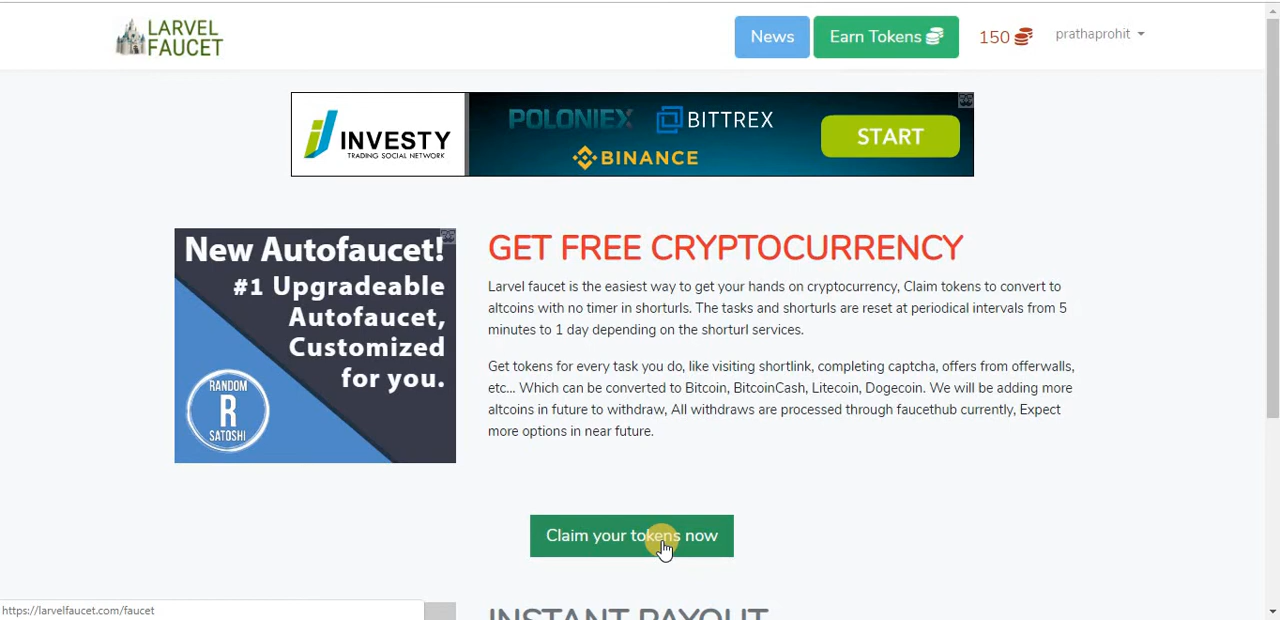 LARVEL
FAUCET
News
Earn Tokens
150
prathaprohit
INVESTY
TRADING SOCIAL NETWORK
POLONIEX
BITTREX
BINANCE
START
New Autofaucet!
#1 Upgradeable
Autofaucet,
Customized
for you.
RANDOM
R
SATOSHI
GET FREE CRYPTOCURRENCY
Larvel faucet is the easiest way to get your hands on cryptocurrency, Claim tokens to convert to
altcoins with no timer in shorturls. The tasks and shorturls are reset at periodical intervals from 5
minutes to 1 day depending on the shorturl services.
Get tokens for every task you do, like visiting shortlink, completing captcha, offers from offerwalls,
etc... Which can be converted to Bitcoin, BitcoinCash, Litecoin, Dogecoin. We will be adding more
altcoins in future to withdraw, All withdraws are processed through faucethub currently, Expect
more options in near future.
Claim your tokens now
INSTANT PAYOUT
https://larvelfaucet.com/faucet